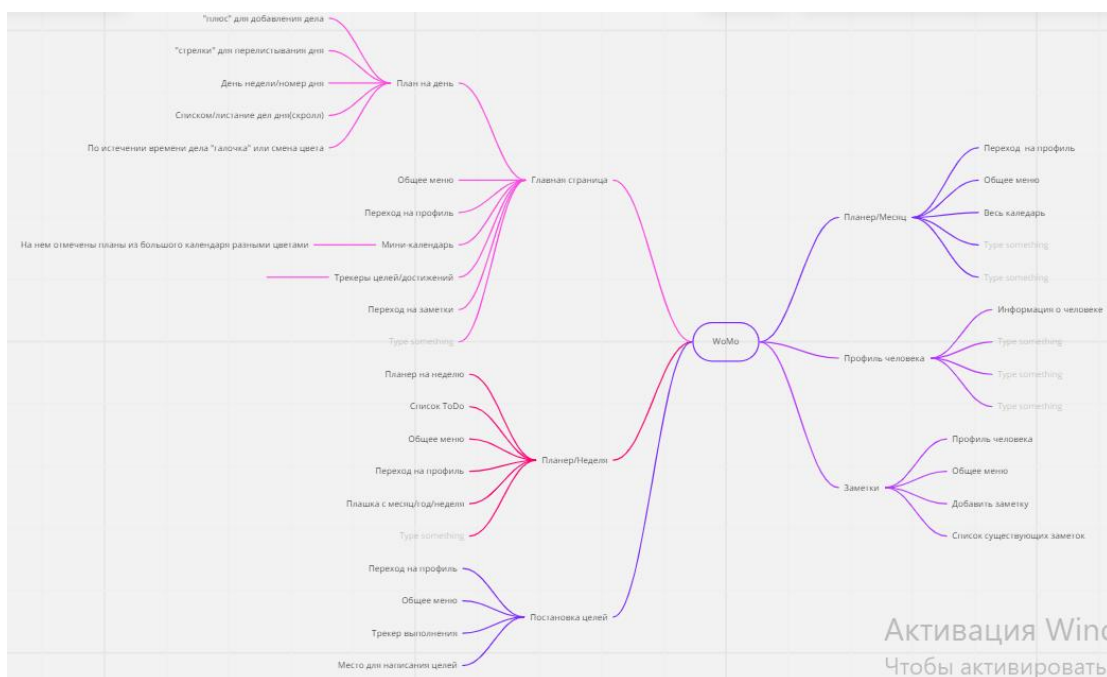 "плюс" для добавления дела
"стрелки" для перелистывания дня
День недели/номер дня
План на день
Списком/листание дел дня(скролл)
По истечении времени дела "галочка" или смена цвета
Общее меню
Главная страница
Переход на профиль
На нем отмечены планы из большого календаря разными цветами
Мини-календарь
Трекеры целей/достижений
Переход на заметки
Type something
WoMo
Планер на неделю
Список ToDo
Общее меню
Планер/Неделя
Переход на профиль
Плашка с месяц/год/неделя
Type something
Переход на профиль
Общее меню
Постановка целей
Трекер выполнения
Место для написания целей
Переход на профиль
Общее меню
Планер/Месяц
Весь каледарь
Type something
Type something
Информация о человеке
Type something
Профиль человека
Type something
Type something
Профиль человека
Общее меню
Заметки
Добавить заметку
Список существующих заметок
Активация Wind
Чтобы активировать